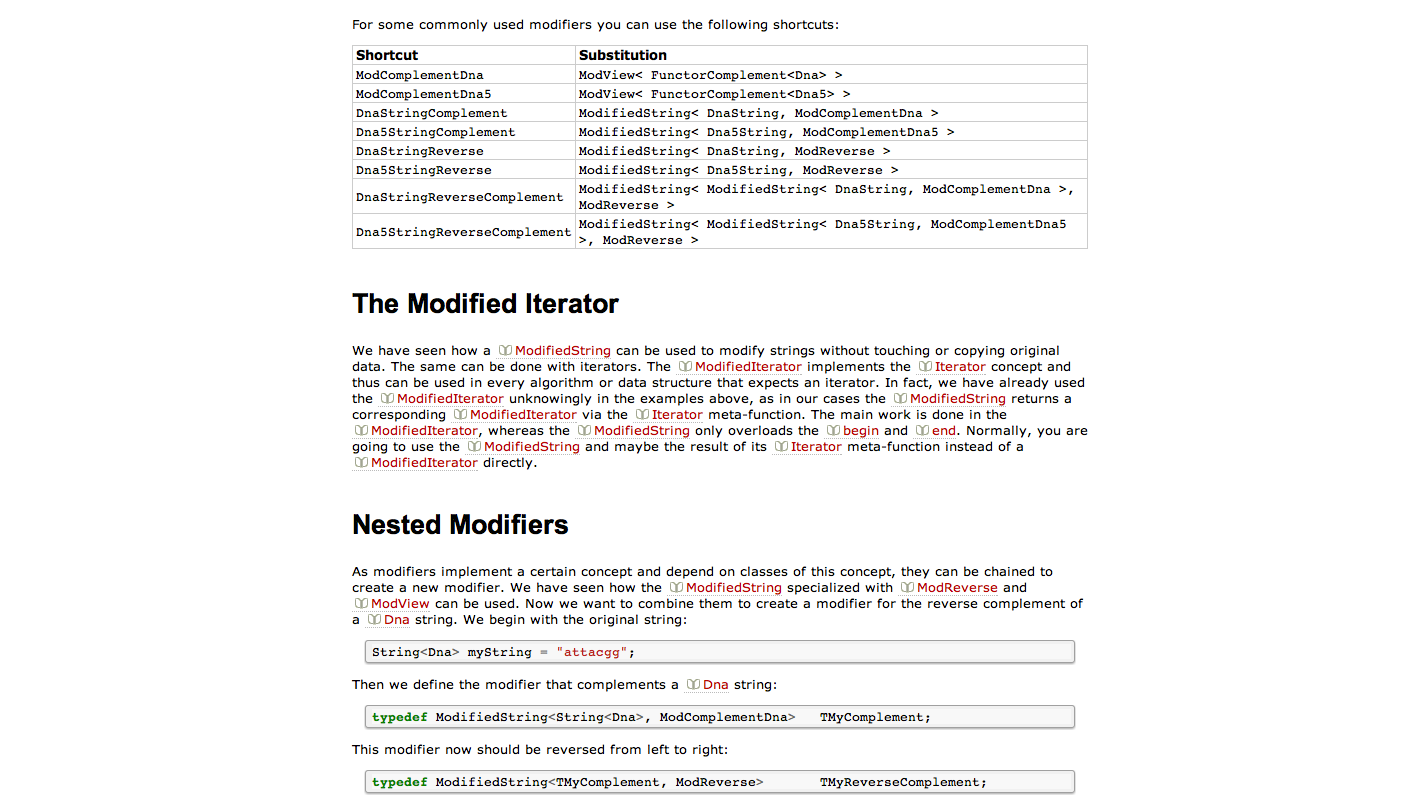 For some commonly used modifiers you can use the following shortcuts:
Shortcut Substitution
ModComplementDna ModView< FunctorComplement<Dna> >
ModComplementDna5 ModView< FunctorComplement<Dna5> >
DnaStringComplement ModifiedString< DnaString, ModComplementDna >
Dna5StringComplement ModifiedString< Dna5String, ModComplementDna5 >
DnaStringReverse ModifiedString< DnaString, ModReverse >
Dna5StringReverse ModifiedString< Dna5String, ModReverse >
DnaStringReverseComplement ModifiedString< ModifiedString< DnaString, ModComplementDna >,
ModReverse >
Dna5StringReverseComplement ModifiedString< ModifiedString< Dna5String, ModComplementDna5
>, ModReverse >
The Modified Iterator
We have seen how a ModifiedString can be used to modify strings without touching or copying original
data. The same can be done with iterators. The ModifiedIterator implements the Iterator concept and
thus can be used in every algorithm or data structure that expects an iterator. In fact, we have already used
the ModifiedIterator unknowingly in the examples above, as in our cases the ModifiedString returns a
corresponding ModifiedIterator via the Iterator meta-function. The main work is done in the
ModifiedIterator, whereas the ModifiedString only overloads the begin and end. Normally, you are
going to use the ModifiedString and maybe the result of its Iterator meta-function instead of a
ModifiedIterator directly.
Nested Modifiers
As modifiers implement a certain concept and depend on classes of this concept, they can be chained to
create a new modifier. We have seen how the ModifiedString specialized with ModReverse and
ModView can be used. Now we want to combine them to create a modifier for the reverse complement of
a Dna string. We begin with the original string:
String<Dna> myString = "attacgg";
Then we define the modifier that complements a Dna string:
typedef ModifiedString<String<Dna>, ModComplementDna> TMyComplement;
This modifier now should be reversed from left to right:
typedef ModifiedString<TMyComplement, ModReverse> TMyReverseComplement;